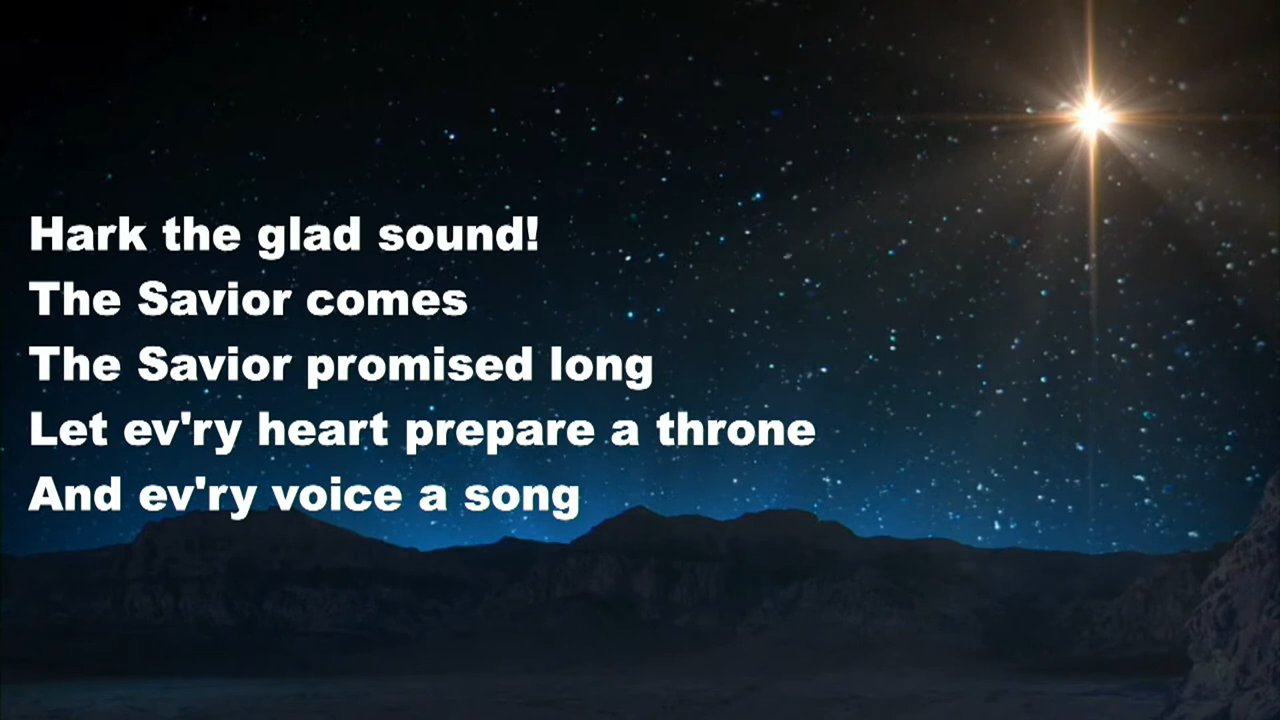 Hark the glad sound!
The Savior comes
The Savior promised long
Let ev'ry heart prepare a throne
And ev'ry voice a song